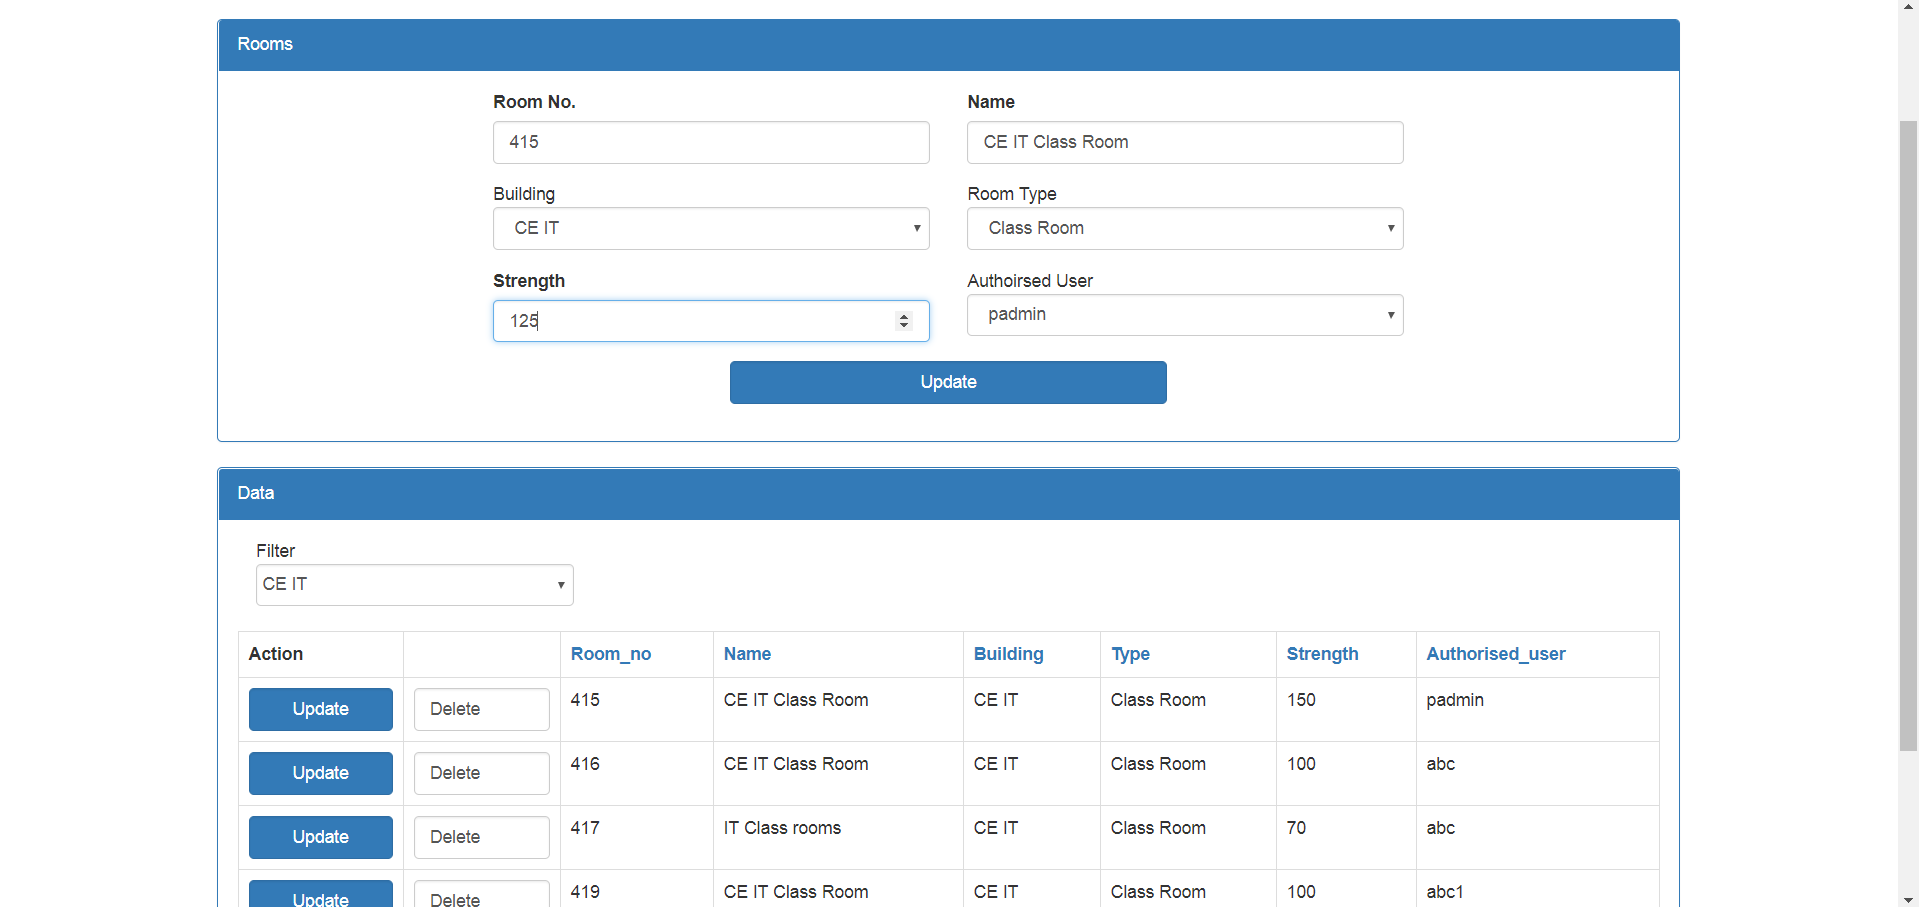 Rooms
Room No. Name
415 CE IT Class Room
Building Room Type
CE IT Class Room
Strength Authoirsed User
125 padmin
Update
Data
Filter
CE IT
Action Room_no Name Building Type Strength Authorised_user
Update Delete 415 CE IT Class Room CE IT Class Room 150 padmin
Update Delete 416 CE IT Class Room CE IT Class Room 100 abc
Update Delete 417 IT Class rooms CE IT Class Room 70 abc
Update Delete 419 CE IT Class Room CE IT Class Room 100 abc1